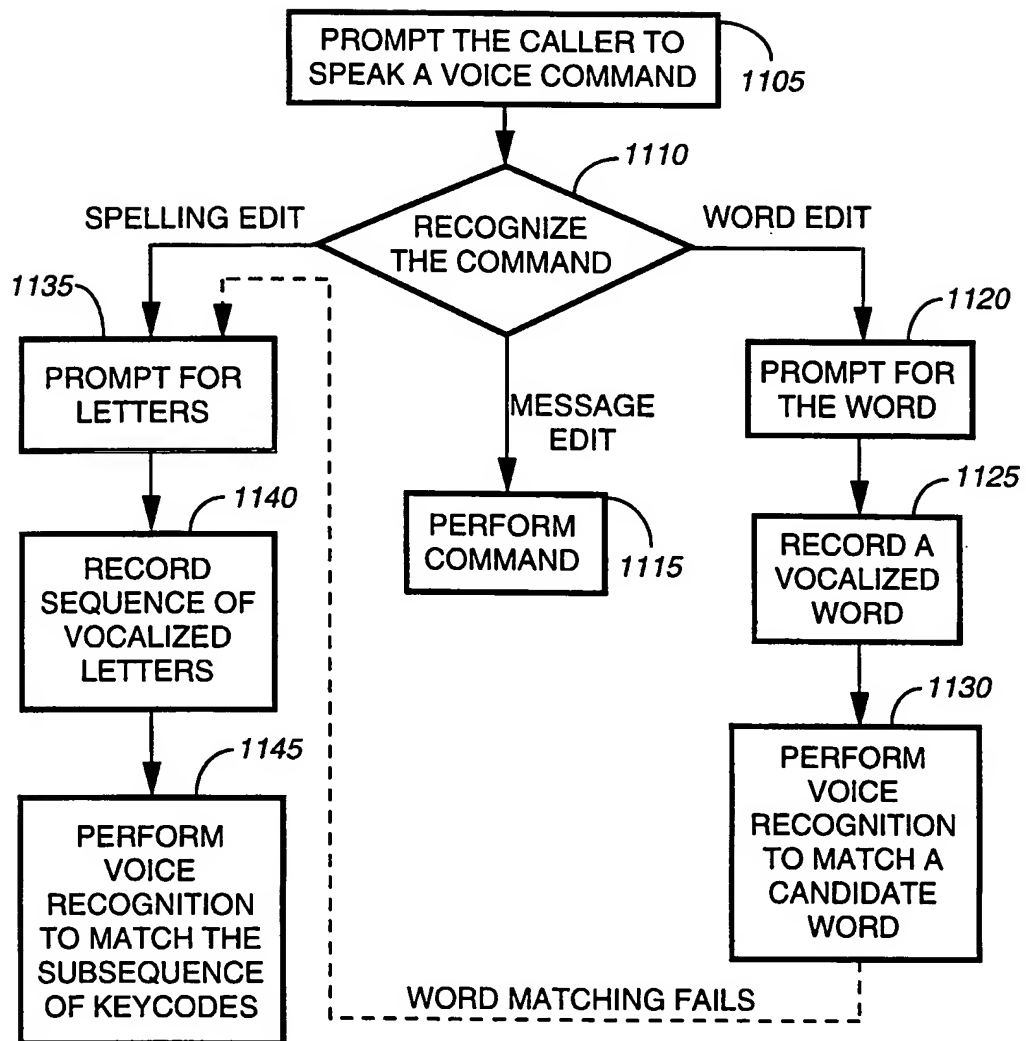 PROMPT THE CALLER TO
SPEAK A VOICE COMMAND
1105
1110
SPELLING EDIT
RECOGNIZE
THE COMMAND
WORD EDIT
1135
PROMPT FOR
LETTERS
MESSAGE
EDIT
1120
PROMPT FOR
THE WORD
1140
RECORD
SEQUENCE OF
VOCALIZED
LETTERS
PERFORM
COMMAND
1115
1125
RECORD A
VOCALIZED
WORD
1145
PERFORM
VOICE
RECOGNITION
TO MATCH THE
SUBSEQUENCE
OF KEYCODES
1130
PERFORM
VOICE
RECOGNITION
TO MATCH A
CANDIDATE
WORD
WORD MATCHING FAILS